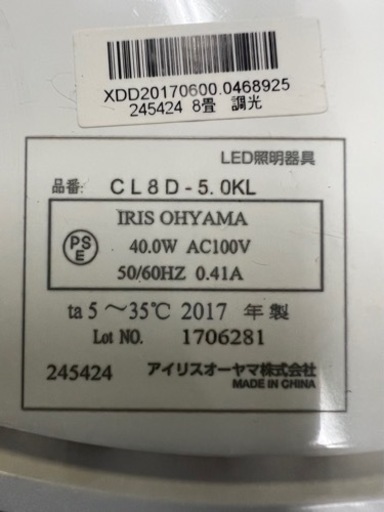 XDD20170600.0468925
245424 8畳 調光
LED照明器具
品番: CL8D-5.0KL
PSE
IRIS OHYAMA
40.0W AC100V
50/60HZ 0.41A
ta 5 ～35℃ 2017 年 製
Lot NO. 1706281
245424 アイリスオーヤマ株式会社
MADE IN CHINA